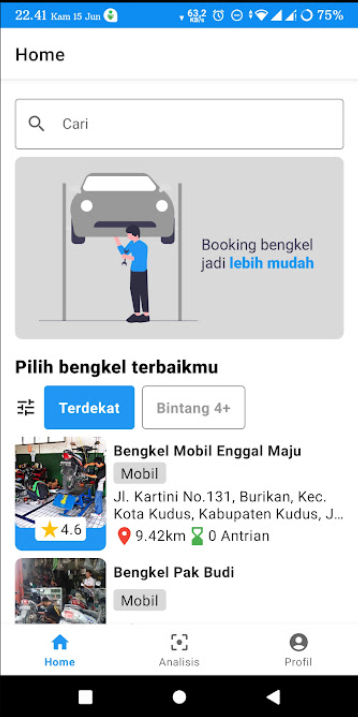 22.41 Kam 15 Jun 63,2 KB/s 75%
Home
Cari
Booking bengkel
jadi lebih mudah
Pilih bengkel terbaikmu
Terdekat Bintang 4+
Bengkel Mobil Enggal Maju
Mobil
Jl. Kartini No.131, Burikan, Kec.
Kota Kudus, Kabupaten Kudus, J...
4.6 9.42km 0 Antrian
Bengkel Pak Budi
Mobil
Home Analisis Profil